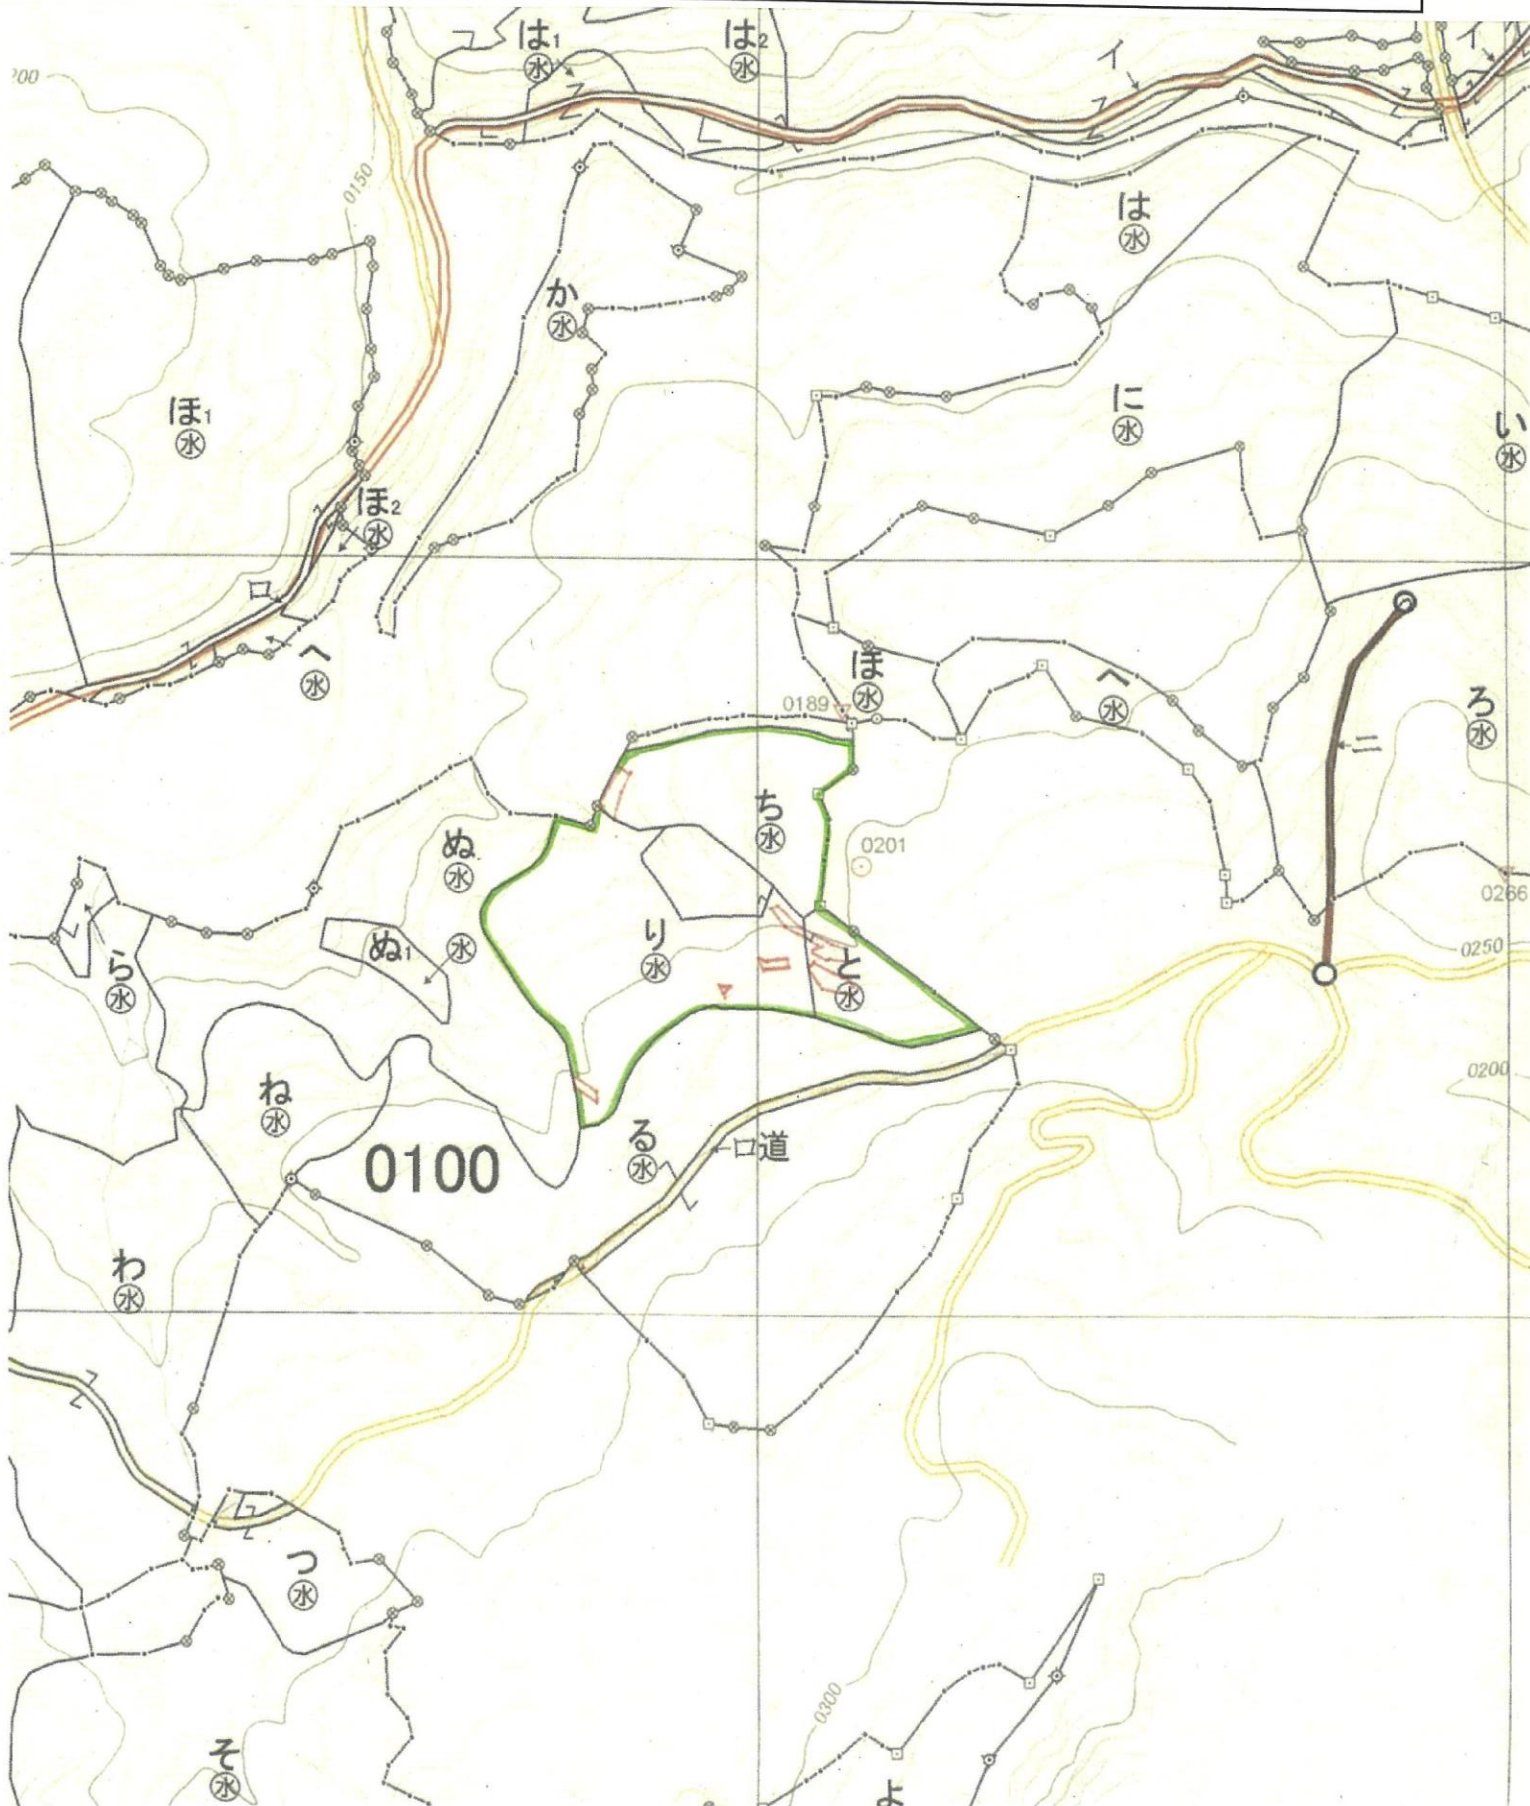 は1
水
は2
水
イ
イ
200
0150
は
水
か
水
ほ1
水
に
水
い
水
ほ2
水
ロ
へ
水
ほ
水
0189
へ
水
ろ
水
ニ
ち
水
0201
ぬ
水
0266
ぬ1
水
り
水
と
水
0250
ら
水
0200
ね
水
0100
る
水
ロ道
わ
水
つ
水
0300
そ
水
よ